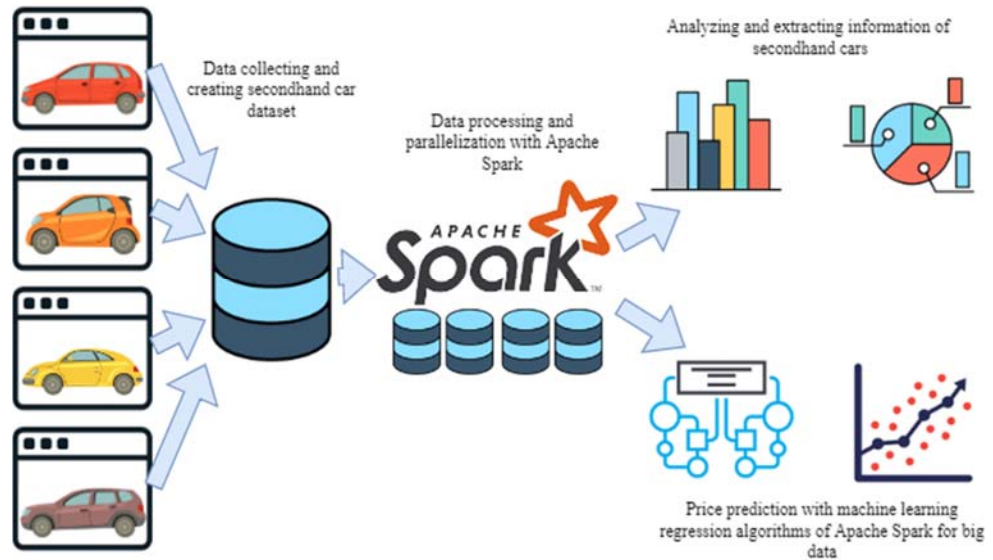 Data collecting and
creating secondhand car
dataset
Data processing and
parallelization with Apache
Spark
APACHE
Spark
TM
Analyzing and extracting information of
secondhand cars
Price prediction with machine learning
regression algorithms of Apache Spark for big
data